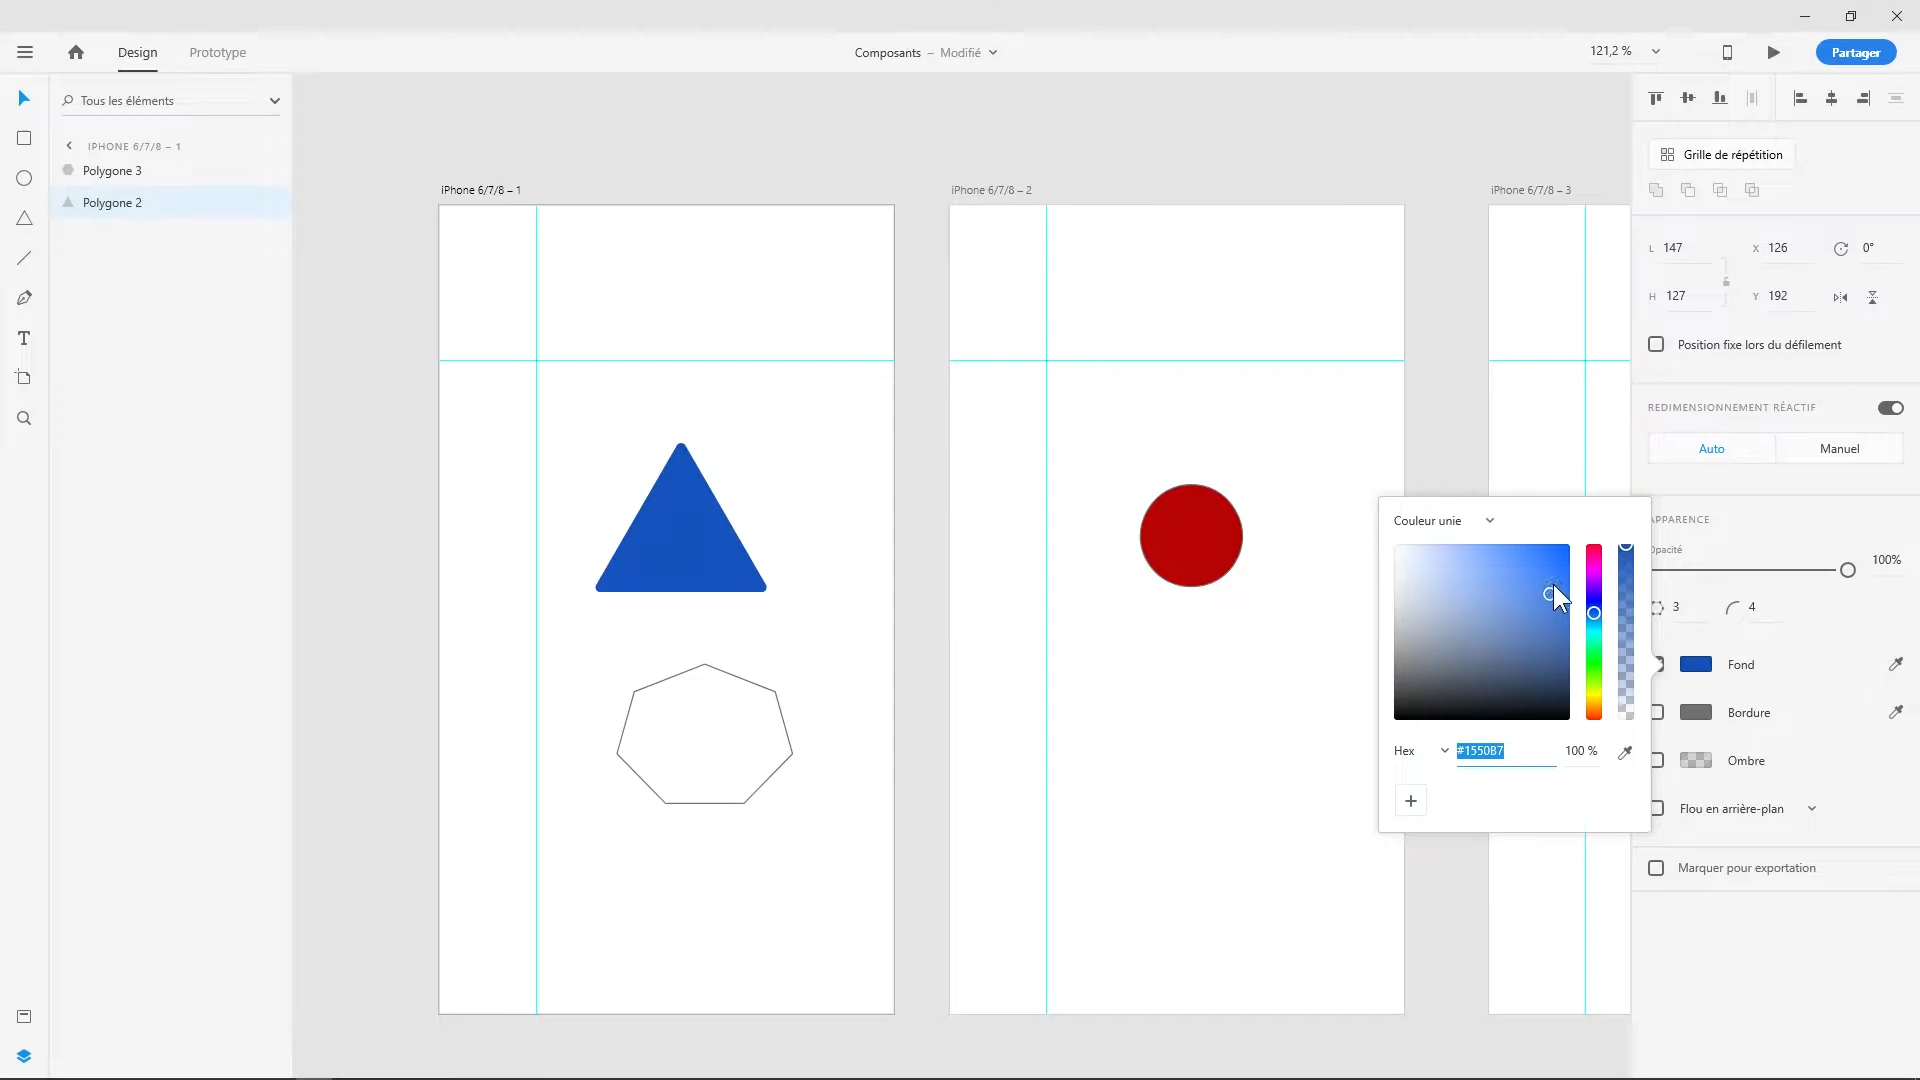 Design
Prototype
Composants – Modifié
121,2 %
Partager
Tous les éléments
IPHONE 6/7/8 – 1
Polygone 3
Polygone 2
iPhone 6/7/8 – 1
iPhone 6/7/8 – 2
iPhone 6/7/8 – 3
Grille de répétition
L 147
X 126
0°
H 127
Y 192
Position fixe lors du défilement
REDIMENSIONNEMENT RÉACTIF
Auto
Manuel
APPARENCE
Opacité
100%
3
4
Fond
Bordure
Ombre
Flou en arrière-plan
Marquer pour exportation
Couleur unie
Hex
#1550B7
100 %